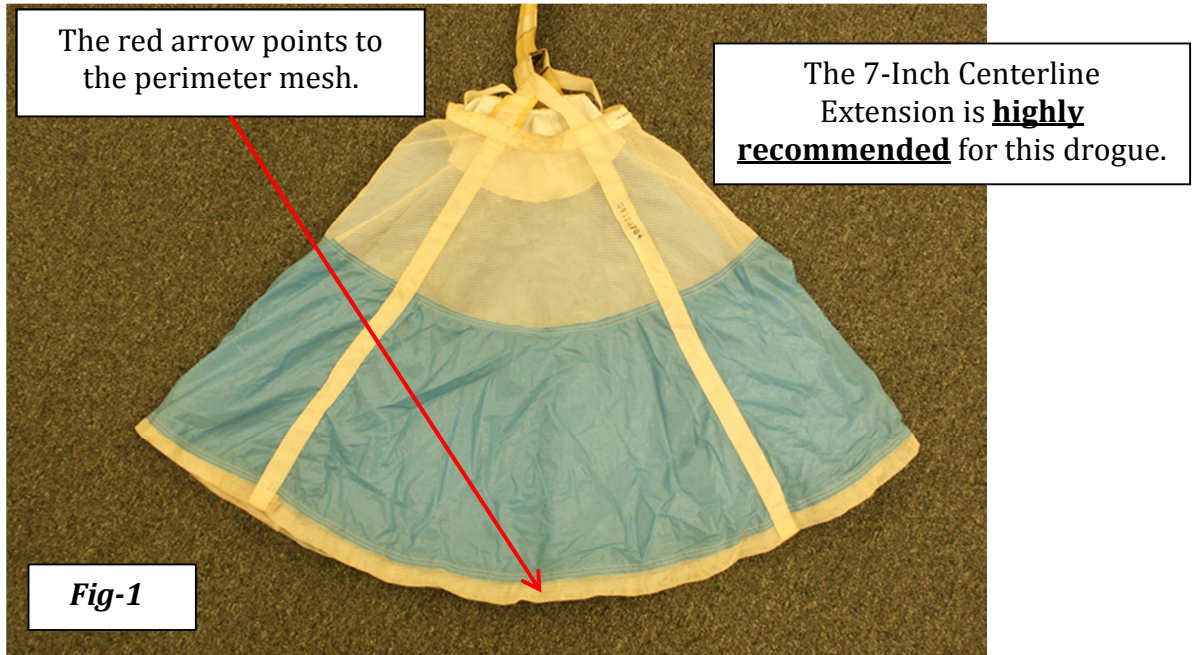 The red arrow points to
the perimeter mesh.
The 7-Inch Centerline
Extension is highly
recommended for this drogue.
Fig-1